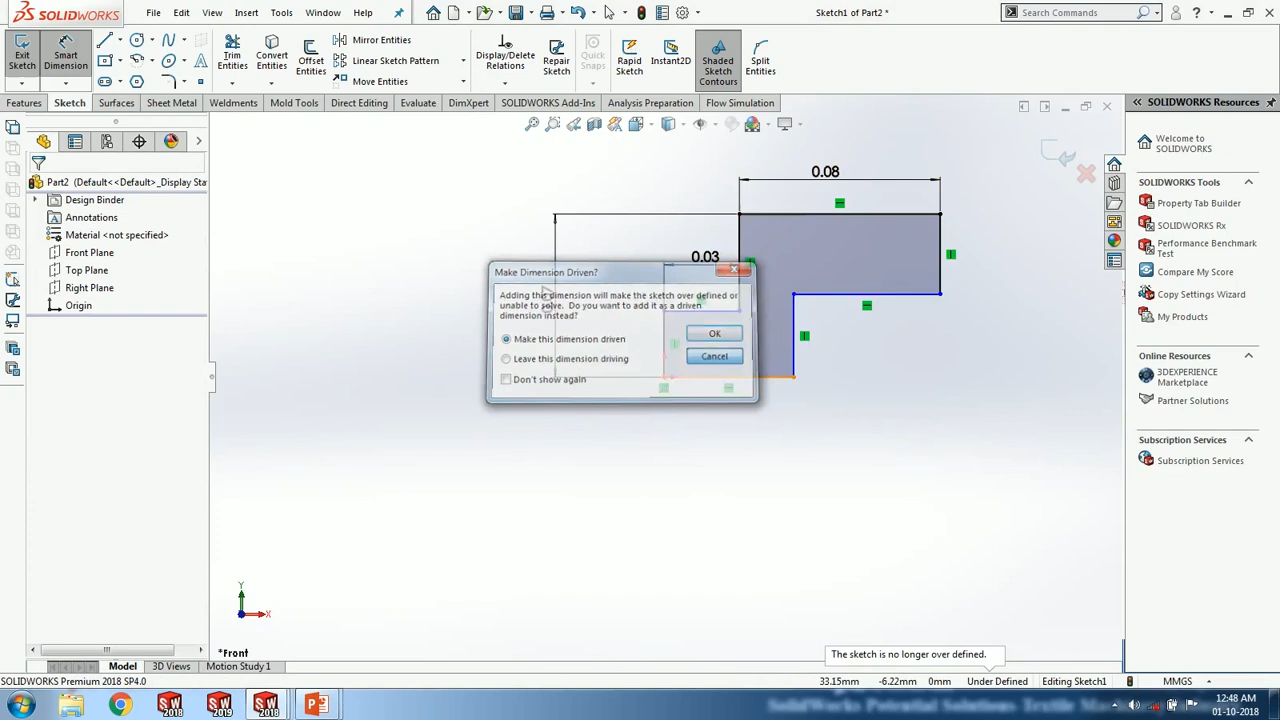 SOLIDWORKS
File
Edit
View
Insert
Tools
Window
Help
Sketch1 of Part2 *
Search Commands
Exit Sketch
Smart Dimension
Trim Entities
Convert Entities
Offset Entities
Mirror Entities
Linear Sketch Pattern
Move Entities
Display/Delete Relations
Repair Sketch
Quick Snaps
Rapid Sketch
Instant2D
Shaded Sketch Contours
Split Entities
Features
Sketch
Surfaces
Sheet Metal
Weldments
Mold Tools
Direct Editing
Evaluate
DimXpert
SOLIDWORKS Add-Ins
Analysis Preparation
Flow Simulation
SOLIDWORKS Resources
Part2 (Default<<Default>_Display Sta
Design Binder
Annotations
Material <not specified>
Front Plane
Top Plane
Right Plane
Origin
0.08
0.03
Make Dimension Driven?
Adding this dimension will make the sketch over defined or
unable to solve. Do you want to add it as a driven
dimension instead?
Make this dimension driven
Leave this dimension driving
Don't show again
OK
Cancel
Welcome to
SOLIDWORKS
SOLIDWORKS Tools
Property Tab Builder
SOLIDWORKS Rx
Performance Benchmark
Test
Compare My Score
Copy Settings Wizard
My Products
Online Resources
3DEXPERIENCE
Marketplace
Partner Solutions
Subscription Services
Subscription Services
Y
X
*Front
The sketch is no longer over defined.
Model
3D Views
Motion Study 1
SOLIDWORKS Premium 2018 SP4.0
33.15mm
-6.22mm
0mm
Under Defined
Editing Sketch1
MMGS
SW 2018
SW 2019
SW 2018
12:48 AM
01-10-2018